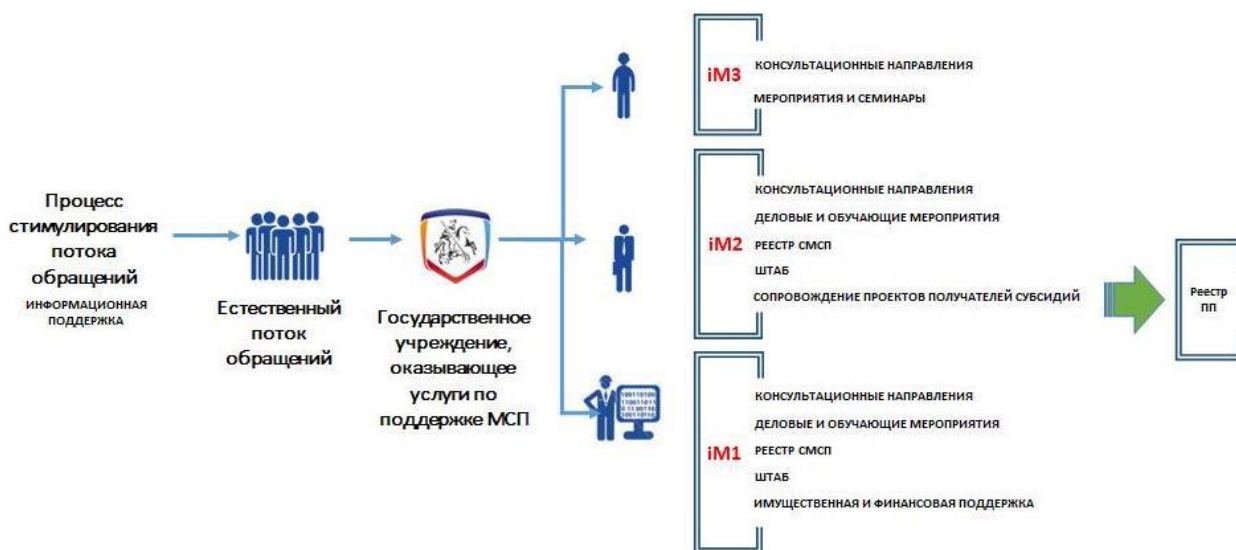 Процесс
стимулирования
потока
обращений
ИНФОРМАЦИОННАЯ
ПОДДЕРЖКА
Естественный
поток
обращений
Государственное
учреждение,
оказывающее
услуги по
поддержке МСП
iM3
КОНСУЛЬТАЦИОННЫЕ НАПРАВЛЕНИЯ
МЕРОПРИЯТИЯ И СЕМИНАРЫ
iM2
КОНСУЛЬТАЦИОННЫЕ НАПРАВЛЕНИЯ
ДЕЛОВЫЕ И ОБУЧАЮЩИЕ МЕРОПРИЯТИЯ
РЕЕСТР СМСП
ШТАБ
СОПРОВОЖДЕНИЕ ПРОЕКТОВ ПОЛУЧАТЕЛЕЙ СУБСИДИЙ
iM1
КОНСУЛЬТАЦИОННЫЕ НАПРАВЛЕНИЯ
ДЕЛОВЫЕ И ОБУЧАЮЩИЕ МЕРОПРИЯТИЯ
РЕЕСТР СМСП
ШТАБ
ИМУЩЕСТВЕННАЯ И ФИНАНСОВАЯ ПОДДЕРЖКА
Реестр
ПП